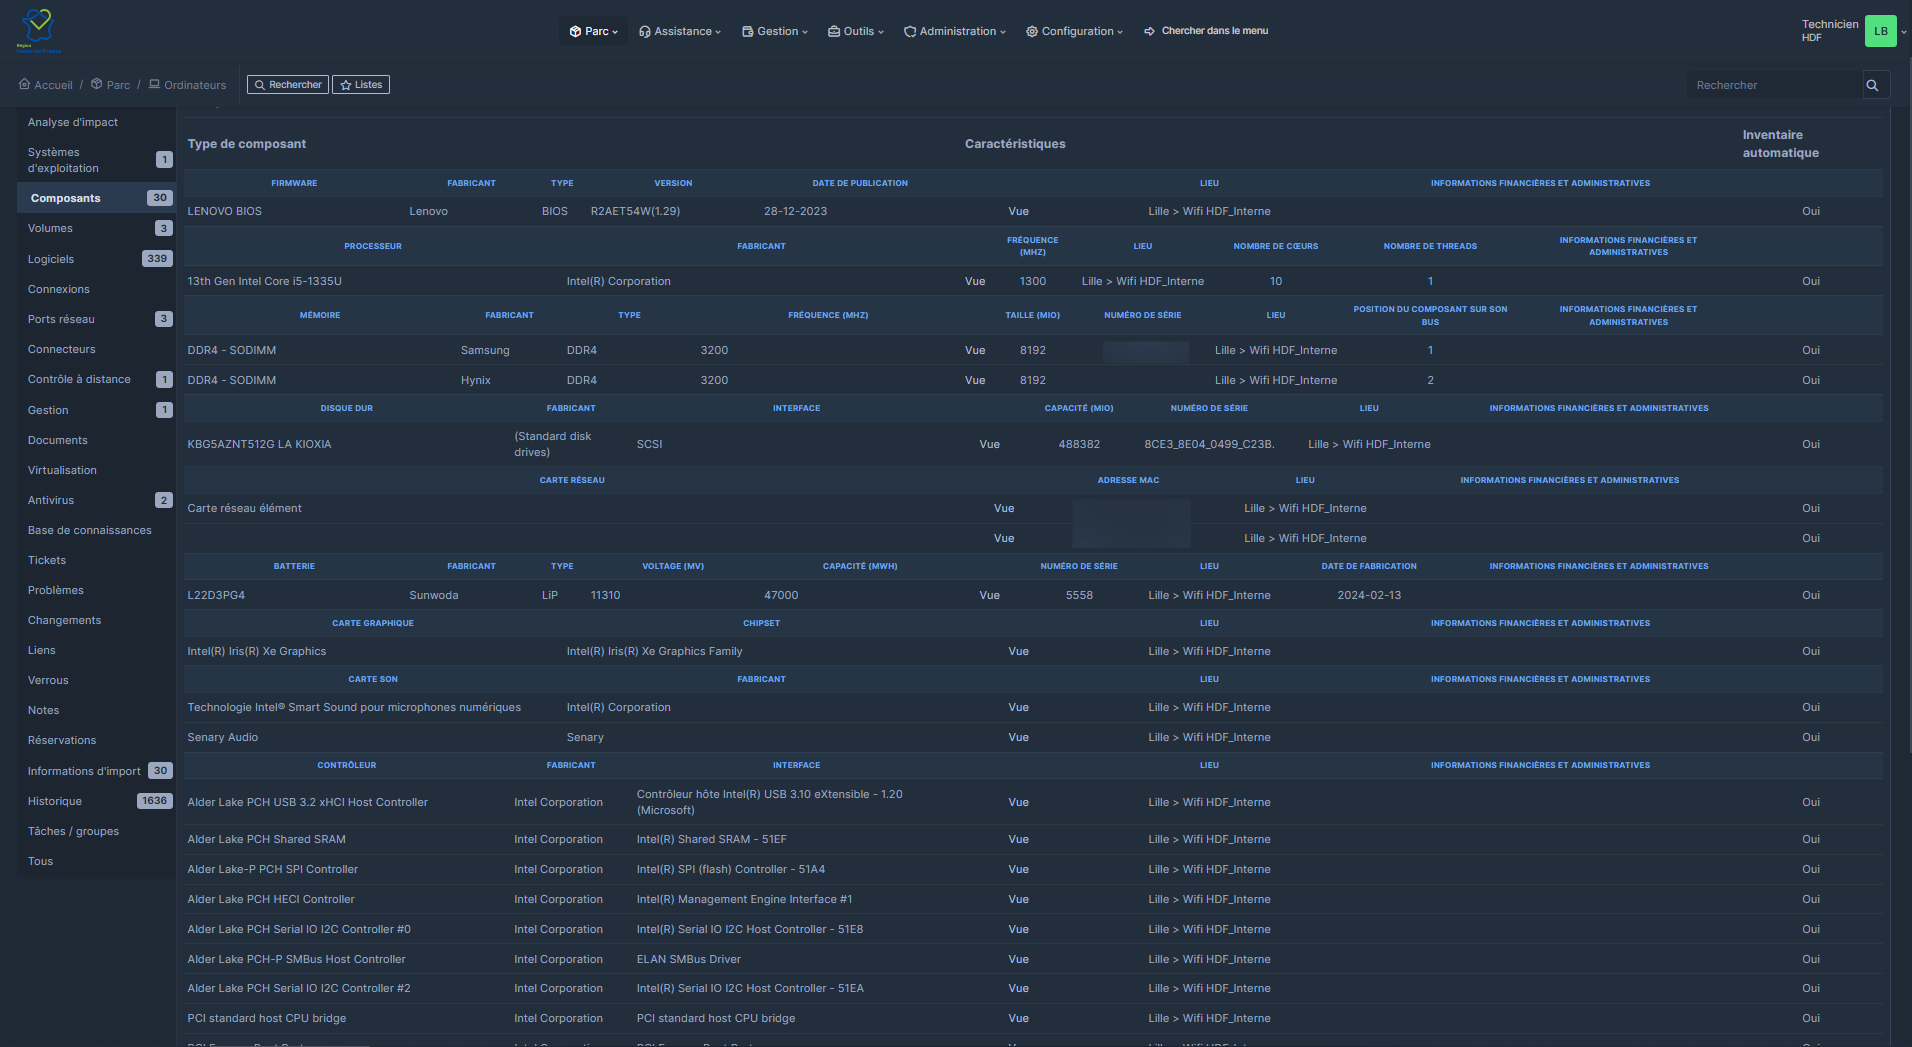 Région
Hauts-de-France
Parc
Assistance
Gestion
Outils
Administration
Configuration
Chercher dans le menu
Technicien
HDF
LB
Accueil / Parc / Ordinateurs
Rechercher
Listes
Rechercher
Analyse d'impact
Systèmes
d'exploitation
1
Composants 30
Volumes 3
Logiciels 339
Connexions
Ports réseau 3
Connecteurs
Contrôle à distance 1
Gestion 1
Documents
Virtualisation
Antivirus 2
Base de connaissances
Tickets
Problèmes
Changements
Liens
Verrous
Notes
Réservations
Informations d'import 30
Historique 1636
Tâches / groupes
Tous
Type de composant Caractéristiques Inventaire
automatique
FIRMWARE FABRICANT TYPE VERSION DATE DE PUBLICATION LIEU INFORMATIONS FINANCIÈRES ET ADMINISTRATIVES
LENOVO BIOS Lenovo BIOS R2AET54W(1.29) 28-12-2023 Vue Lille > Wifi HDF_Interne Oui
PROCESSEUR FABRICANT FRÉQUENCE
(MHZ) LIEU NOMBRE DE CŒURS NOMBRE DE THREADS INFORMATIONS FINANCIÈRES ET
ADMINISTRATIVES
13th Gen Intel Core i5-1335U Intel(R) Corporation Vue 1300 Lille > Wifi HDF_Interne 10 1 Oui
MÉMOIRE FABRICANT TYPE FRÉQUENCE (MHZ) TAILLE (MIO) NUMÉRO DE SÉRIE LIEU POSITION DU COMPOSANT SUR SON
BUS INFORMATIONS FINANCIÈRES ET
ADMINISTRATIVES
DDR4 - SODIMM Samsung DDR4 3200 Vue 8192 Lille > Wifi HDF_Interne 1 Oui
DDR4 - SODIMM Hynix DDR4 3200 Vue 8192 Lille > Wifi HDF_Interne 2 Oui
DISQUE DUR FABRICANT INTERFACE CAPACITÉ (MIO) NUMÉRO DE SÉRIE LIEU INFORMATIONS FINANCIÈRES ET ADMINISTRATIVES
KBG5AZNT512G LA KIOXIA (Standard disk
drives) SCSI Vue 488382 8CE3_8E04_0499_C23B. Lille > Wifi HDF_Interne Oui
CARTE RÉSEAU ADRESSE MAC LIEU INFORMATIONS FINANCIÈRES ET ADMINISTRATIVES
Carte réseau élément Vue Lille > Wifi HDF_Interne Oui
Vue Lille > Wifi HDF_Interne Oui
BATTERIE FABRICANT TYPE VOLTAGE (MV) CAPACITÉ (MWH) NUMÉRO DE SÉRIE LIEU DATE DE FABRICATION INFORMATIONS FINANCIÈRES ET ADMINISTRATIVES
L22D3PG4 Sunwoda LiP 11310 47000 Vue 5558 Lille > Wifi HDF_Interne 2024-02-13 Oui
CARTE GRAPHIQUE CHIPSET LIEU INFORMATIONS FINANCIÈRES ET ADMINISTRATIVES
Intel(R) Iris(R) Xe Graphics Intel(R) Iris(R) Xe Graphics Family Vue Lille > Wifi HDF_Interne Oui
CARTE SON FABRICANT LIEU INFORMATIONS FINANCIÈRES ET ADMINISTRATIVES
Technologie Intel® Smart Sound pour microphones numériques Intel(R) Corporation Vue Lille > Wifi HDF_Interne Oui
Senary Audio Senary Vue Lille > Wifi HDF_Interne Oui
CONTRÔLEUR FABRICANT INTERFACE LIEU INFORMATIONS FINANCIÈRES ET ADMINISTRATIVES
Alder Lake PCH USB 3.2 xHCI Host Controller Intel Corporation Contrôleur hôte Intel(R) USB 3.10 eXtensible - 1.20
(Microsoft) Vue Lille > Wifi HDF_Interne Oui
Alder Lake PCH Shared SRAM Intel Corporation Intel(R) Shared SRAM - 51EF Vue Lille > Wifi HDF_Interne Oui
Alder Lake-P PCH SPI Controller Intel Corporation Intel(R) SPI (flash) Controller - 51A4 Vue Lille > Wifi HDF_Interne Oui
Alder Lake PCH HECI Controller Intel Corporation Intel(R) Management Engine Interface #1 Vue Lille > Wifi HDF_Interne Oui
Alder Lake PCH Serial IO I2C Controller #0 Intel Corporation Intel(R) Serial IO I2C Host Controller - 51E8 Vue Lille > Wifi HDF_Interne Oui
Alder Lake PCH-P SMBus Host Controller Intel Corporation ELAN SMBus Driver Vue Lille > Wifi HDF_Interne Oui
Alder Lake PCH Serial IO I2C Controller #2 Intel Corporation Intel(R) Serial IO I2C Host Controller - 51EA Vue Lille > Wifi HDF_Interne Oui
PCI standard host CPU bridge Intel Corporation PCI standard host CPU bridge Vue Lille > Wifi HDF_Interne Oui